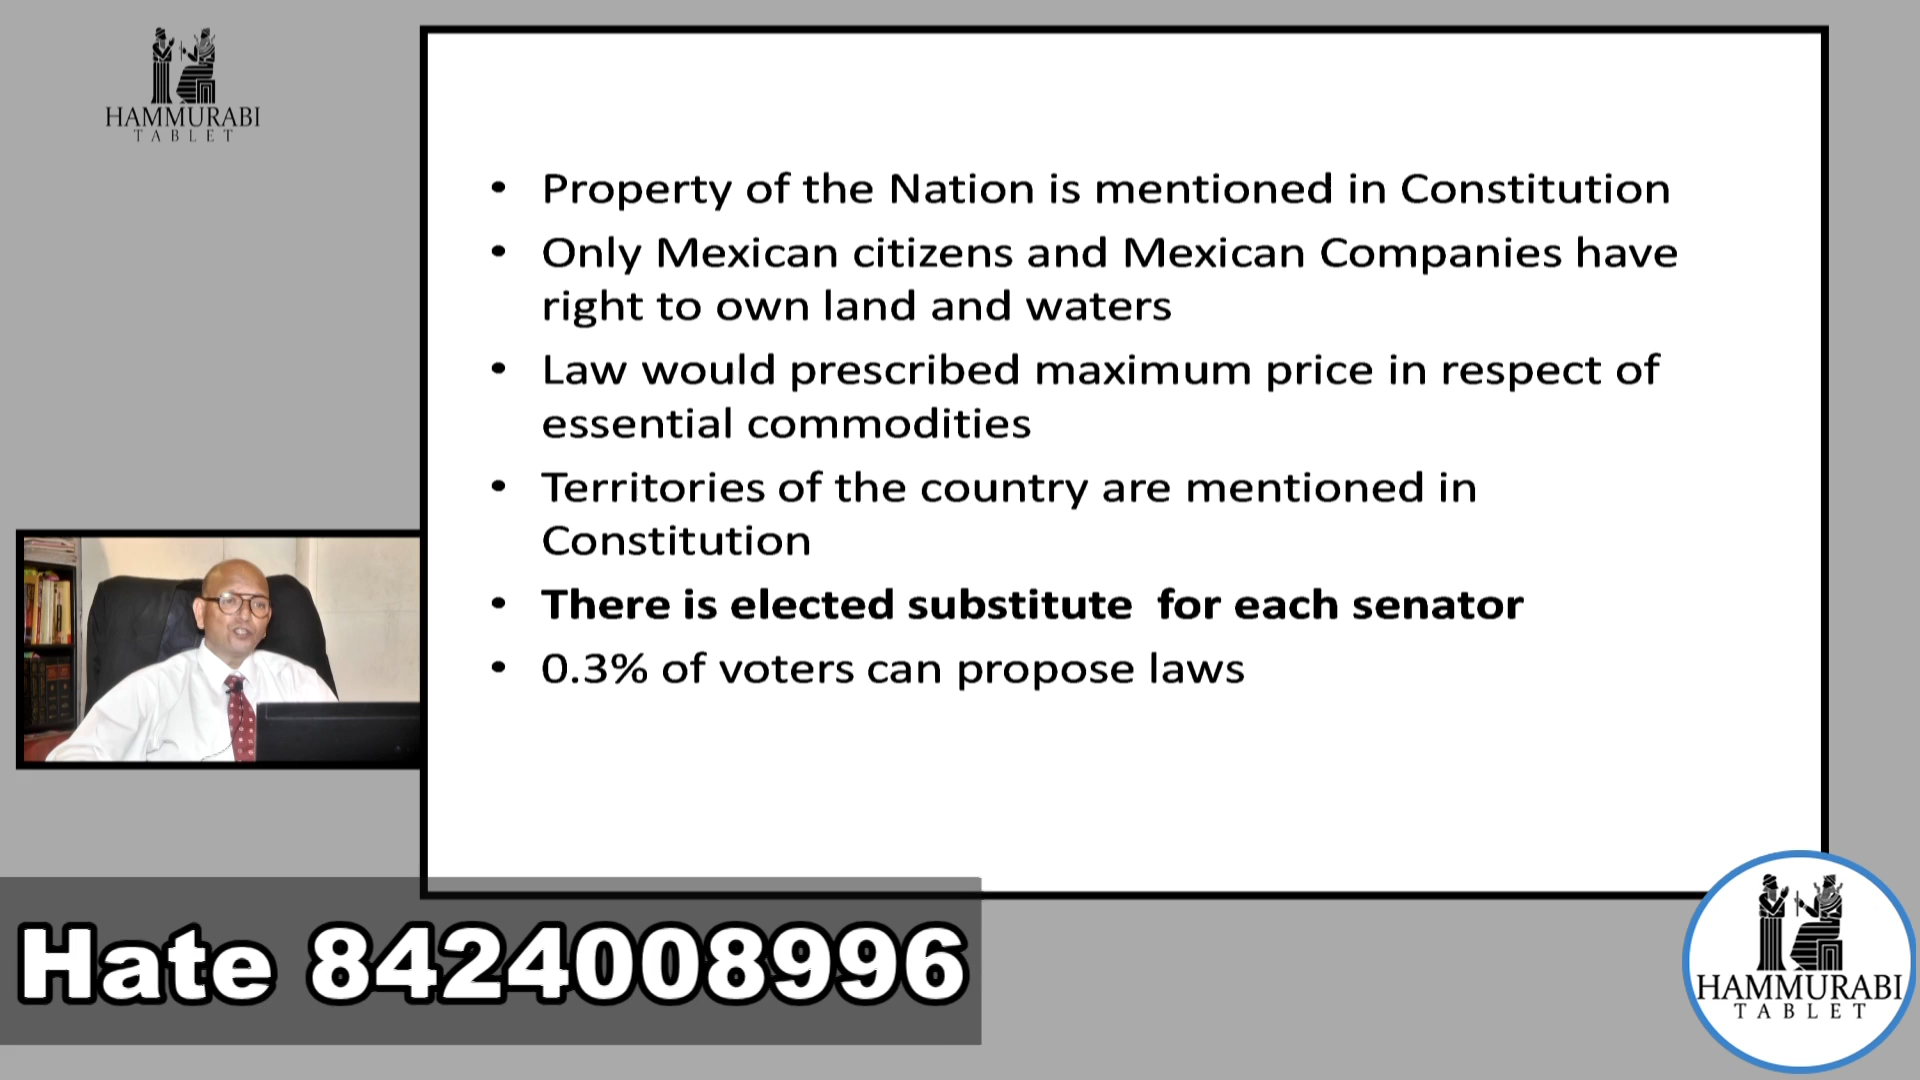 HAMMURABI
TABLET
• Property of the Nation is mentioned in Constitution
• Only Mexican citizens and Mexican Companies have
right to own land and waters
• Law would prescribed maximum price in respect of
essential commodities
• Territories of the country are mentioned in
Constitution
• There is elected substitute for each senator
• 0.3% of voters can propose laws
Hate 8424008996
HAMMURABI
TABLET